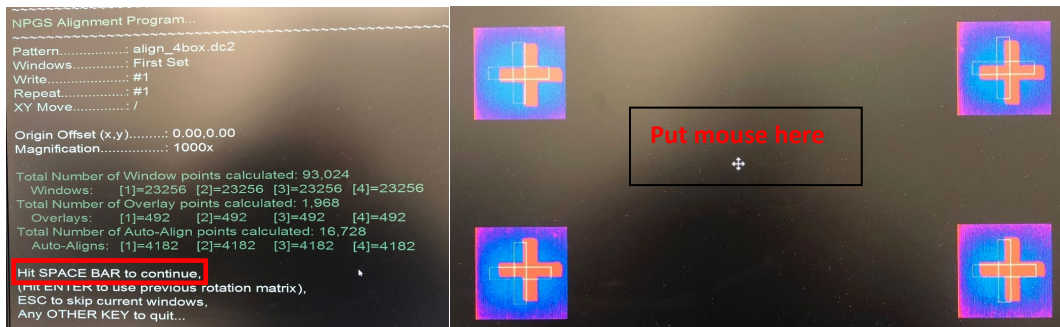 NPGS Alignment Program...
Pattern................: align_4box.dc2
Windows............: First Set
Write...................: #1
Repeat................: #1
XY Move.............: /
Origin Offset (x,y).........: 0.00,0.00
Magnification................: 1000x
Total Number of Window points calculated: 93,024
Windows: [1]=23256 [2]=23256 [3]=23256 [4]=23256
Total Number of Overlay points calculated: 1,968
Overlays: [1]=492 [2]=492 [3]=492 [4]=492
Total Number of Auto-Align points calculated: 16,728
Auto-Aligns: [1]=4182 [2]=4182 [3]=4182 [4]=4182
Hit SPACE BAR to continue,
(Hit ENTER to use previous rotation matrix),
ESC to skip current windows,
Any OTHER KEY to quit...
Put mouse here